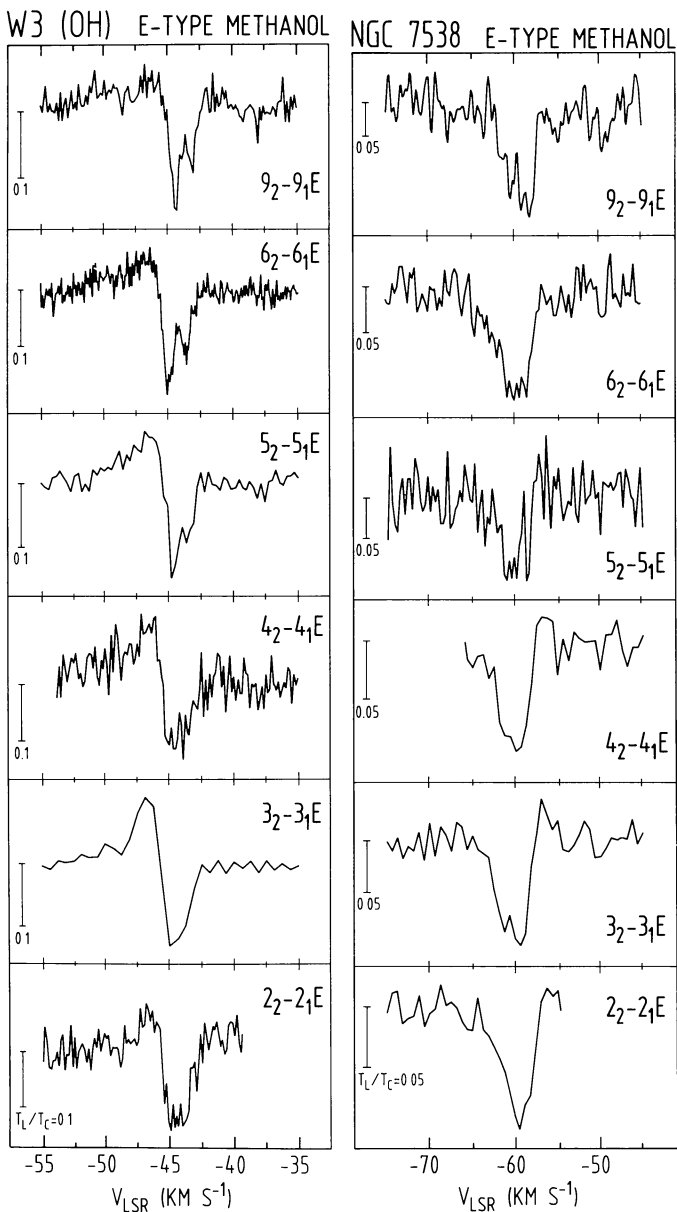 W3 (OH) E-TYPE METHANOL
0.1
9₂-9₁E
6₂-6₁E
0.1
5₂-5₁E
0.1
4₂-4₁E
0.1
3₂-3₁E
0.1
2₂-2₁E
T_L/T_C=0.1
-55 -50 -45 -40 -35
V_LSR (KM S⁻¹)
NGC 7538 E-TYPE METHANOL
0.05
9₂-9₁E
0.05
6₂-6₁E
0.05
5₂-5₁E
0.05
4₂-4₁E
0.05
3₂-3₁E
2₂-2₁E
T_L/T_C=0.05
-70 -60 -50
V_LSR (KM S⁻¹)